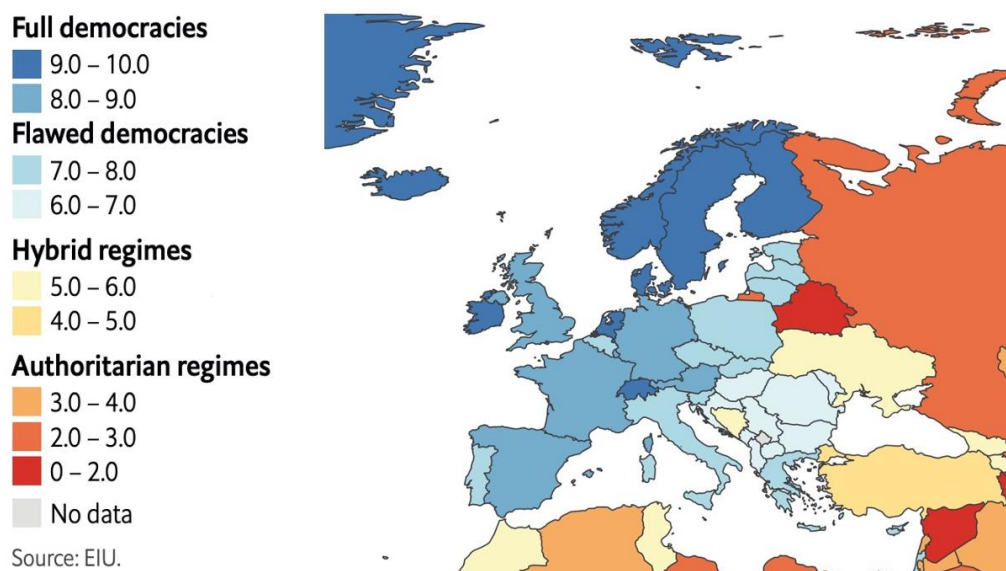 Full democracies
9.0 – 10.0
8.0 – 9.0
Flawed democracies
7.0 – 8.0
6.0 – 7.0
Hybrid regimes
5.0 – 6.0
4.0 – 5.0
Authoritarian regimes
3.0 – 4.0
2.0 – 3.0
0 – 2.0
No data
Source: EIU.